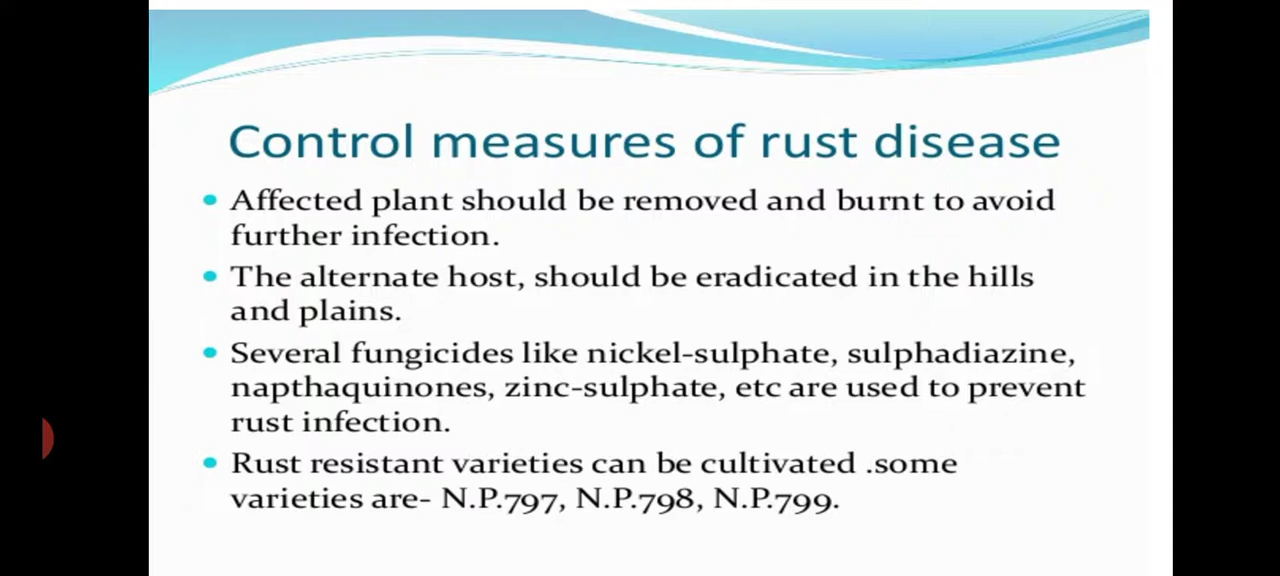 Control measures of rust disease
Affected plant should be removed and burnt to avoid
further infection.
The alternate host, should be eradicated in the hills
and plains.
Several fungicides like nickel-sulphate, sulphadiazine,
napthaquinones, zinc-sulphate, etc are used to prevent
rust infection.
Rust resistant varieties can be cultivated .some
varieties are- N.P.797, N.P.798, N.P.799.